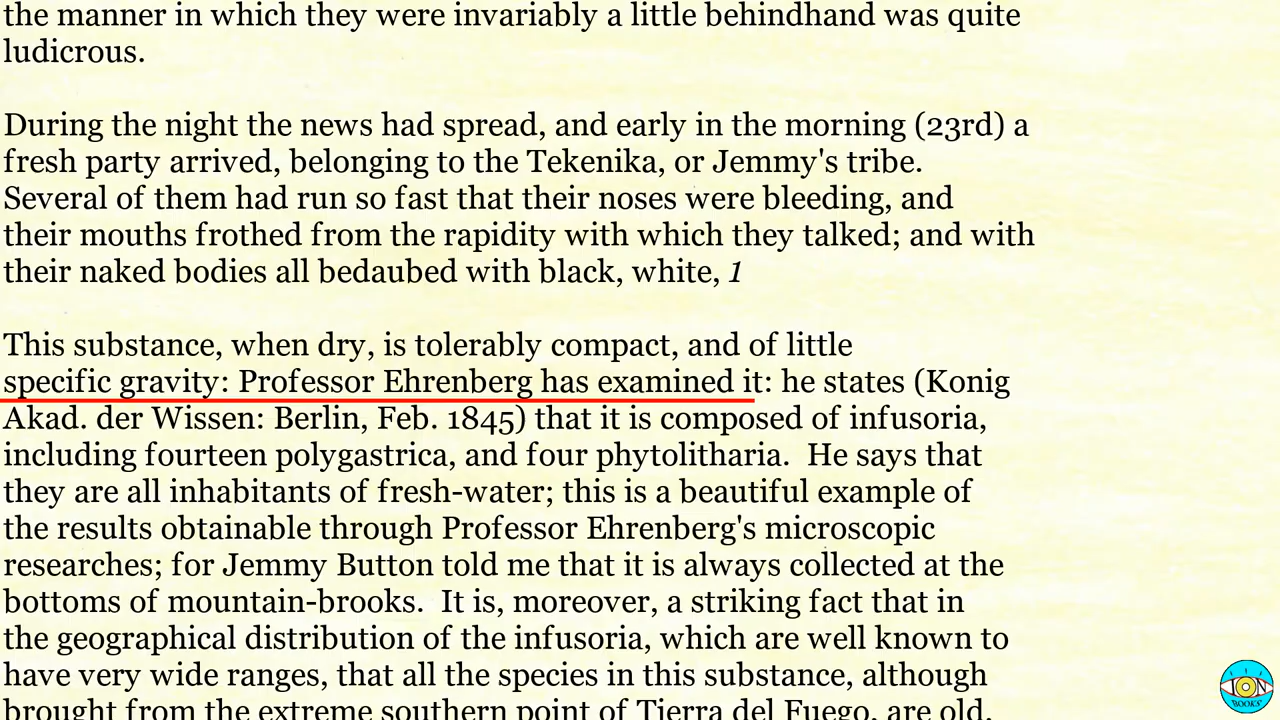 the manner in which they were invariably a little behindhand was quite
ludicrous.
During the night the news had spread, and early in the morning (23rd) a
fresh party arrived, belonging to the Tekenika, or Jemmy's tribe.
Several of them had run so fast that their noses were bleeding, and
their mouths frothed from the rapidity with which they talked; and with
their naked bodies all bedaubed with black, white, 1
This substance, when dry, is tolerably compact, and of little
specific gravity: Professor Ehrenberg has examined it: he states (Konig
Akad. der Wissen: Berlin, Feb. 1845) that it is composed of infusoria,
including fourteen polygastrica, and four phytolitharia. He says that
they are all inhabitants of fresh-water; this is a beautiful example of
the results obtainable through Professor Ehrenberg's microscopic
researches; for Jemmy Button told me that it is always collected at the
bottoms of mountain-brooks. It is, moreover, a striking fact that in
the geographical distribution of the infusoria, which are well known to
have very wide ranges, that all the species in this substance, although
brought from the extreme southern point of Tierra del Fuego, are old,
ION
BOOKS